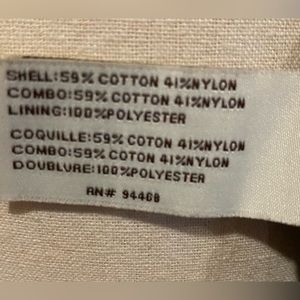 SHELL:59% COTTON 41%NYLON
COMBO:59% COTTON 41%NYLON
LINING:100%POLYESTER
COQUILLE:59% COTON 41%NYLON
COMBO:59% COTON 41%NYLON
DOUBLURE:100%POLYESTER
RN# 94468